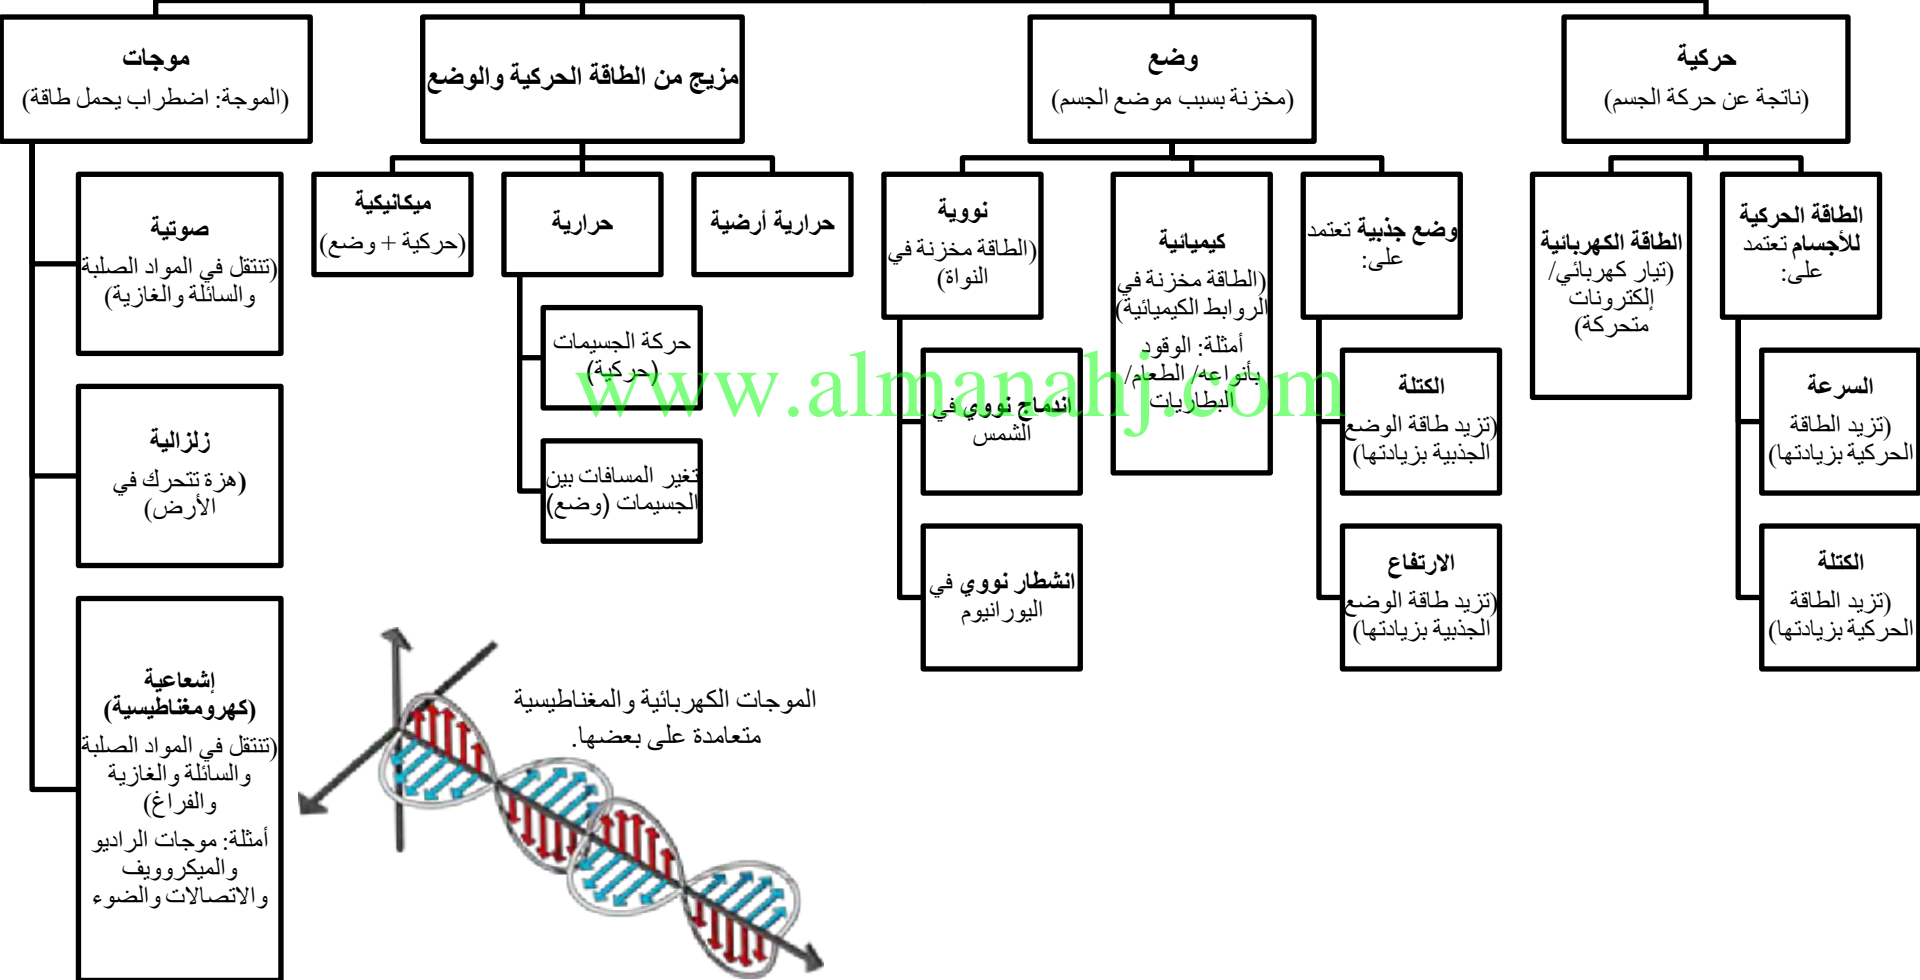 حركية
(ناتجة عن حركة الجسم)
الطاقة الحركية
للأجسام تعتمد
على:
السرعة
(تزيد الطاقة
الحركية بزيادتها)
الكتلة
(تزيد الطاقة
الحركية بزيادتها)
الطاقة الكهربائية
(تيار كهربائي/
إلكترونات
متحركة)
وضع
(مخزنة بسبب موضع الجسم)
وضع جذبية تعتمد
على:
الكتلة
(تزيد طاقة الوضع
الجذبية بزيادتها)
الارتفاع
(تزيد طاقة الوضع
الجذبية بزيادتها)
كيميائية
(الطاقة مخزنة في
الروابط الكيميائية)
أمثلة: الوقود
بأنواعه/ الطعام/
البطاريات
نووية
(الطاقة مخزنة في
النواة)
اندماج نووي في
الشمس
انشطار نووي في
اليورانيوم
مزيج من الطاقة الحركية والوضع
حرارية أرضية
حرارية
حركة الجسيمات
(حركية)
تغير المسافات بين
الجسيمات (وضع)
ميكانيكية
(حركية + وضع)
موجات
(الموجة: اضطراب يحمل طاقة)
صوتية
(تنتقل في المواد الصلبة
والسائلة والغازية)
زلزالية
(هزة تتحرك في
الأرض)
إشعاعية
(كهرومغناطيسية)
(تنتقل في المواد الصلبة
والسائلة والغازية
والفراغ)
أمثلة: موجات الراديو
والميكروويف
والاتصالات والضوء
الموجات الكهربائية والمغناطيسية
متعامدة على بعضها.
www.almanahj.com